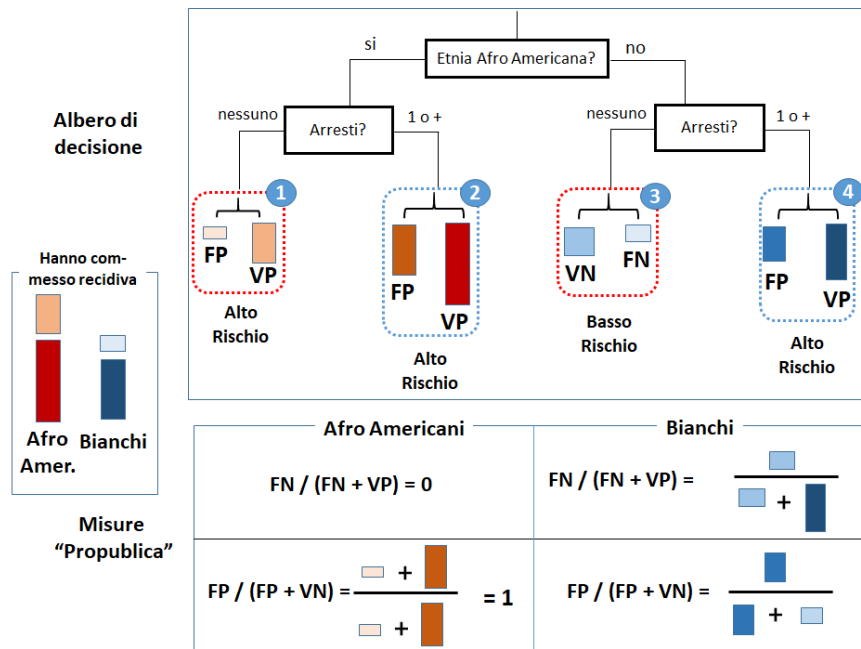 Etnia Afro Americana?
si
no
Albero di
decisione
nessuno
Arresti?
1 o +
nessuno
Arresti?
1 o +
1
2
3
4
FP
VP
FP
VP
VN
FN
FP
VP
Alto
Rischio
Alto
Rischio
Basso
Rischio
Alto
Rischio
Hanno com-
messo recidiva
Afro
Amer.
Bianchi
Misure
“Propublica”
Afro Americani
Bianchi
FN / (FN + VP) = 0
FN / (FN + VP) =
+
FP / (FP + VN) =
+
+
= 1
FP / (FP + VN) =
+